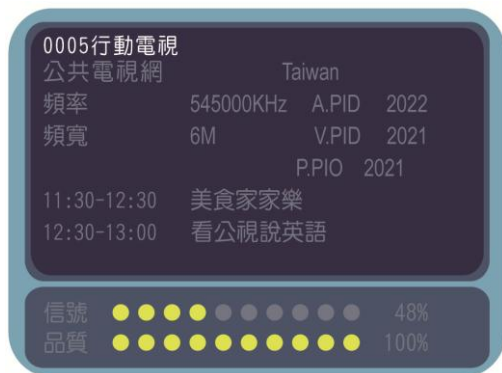 0005行動電視
公共電視網 Taiwan
頻率 545000KHz A.PID 2022
頻寬 6M V.PID 2021
P.PIO 2021
11:30-12:30 美食家家樂
12:30-13:00 看公視說英語
信號 48%
品質 100%